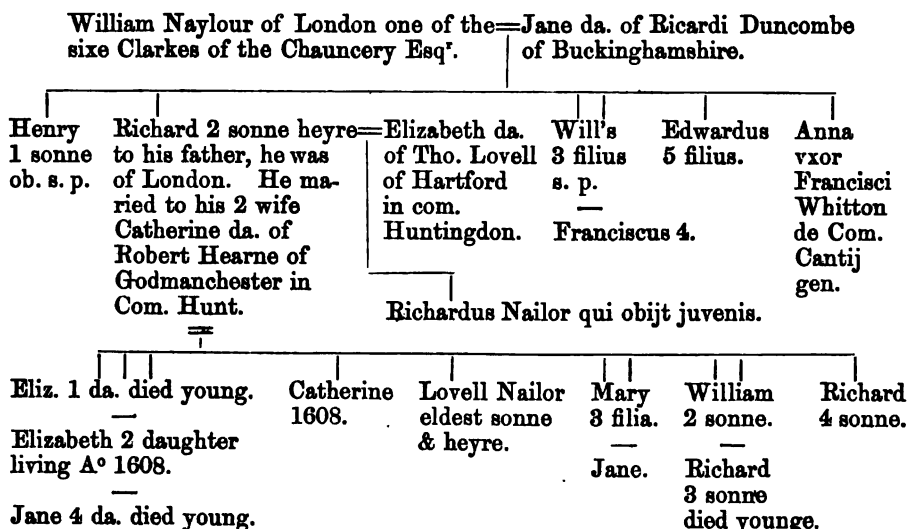 William Naylour of London one of the=Jane da. of Ricardi Duncombe
sixe Clarkes of the Chauncery Esqʳ. of Buckinghamshire.
Henry
1 sonne
ob. s. p.
Richard 2 sonne heyre=
to his father, he was
of London. He ma-
ried to his 2 wife
Catherine da. of
Robert Hearne of
Godmanchester in
Com. Hunt.
Elizabeth da.
of Tho. Lovell
of Hartford
in com.
Huntingdon.
Will's
3 filius
s. p.
—
Franciscus 4.
Edwardus
5 filius.
Anna
vxor
Francisci
Whitton
de Com.
Cantij
gen.
Richardus Nailor qui obijt juvenis.
Eliz. 1 da. died young.
—
Elizabeth 2 daughter
living Aº 1608.
—
Jane 4 da. died young.
Catherine
1608.
Lovell Nailor
eldest sonne
& heyre.
Mary
3 filia.
—
Jane.
William
2 sonne.
—
Richard
3 sonne
died younge.
Richard
4 sonne.